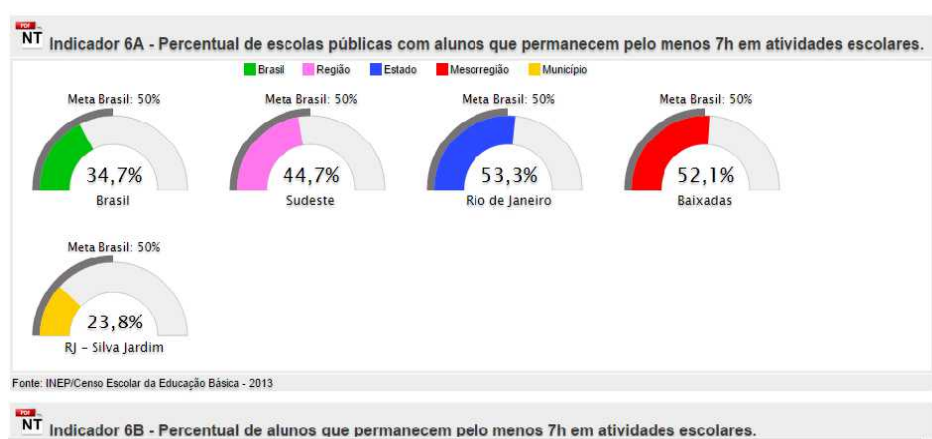 PDF
NT Indicador 6A - Percentual de escolas públicas com alunos que permecem pelo menos 7h em atividades escolares.
Brasil Região Estado Mesorregião Município
Meta Brasil: 50% Meta Brasil: 50% Meta Brasil: 50% Meta Brasil: 50%
34,7% 44,7% 53,3% 52,1%
Brasil Sudeste Rio de Janeiro Baixadas
Meta Brasil: 50%
23,8%
RJ – Silva Jardim
Fonte: INEP/Censo Escolar da Educação Básica - 2013
PDF
NT Indicador 6B - Percentual de alunos que permanecem pelo menos 7h em atividades escolares.